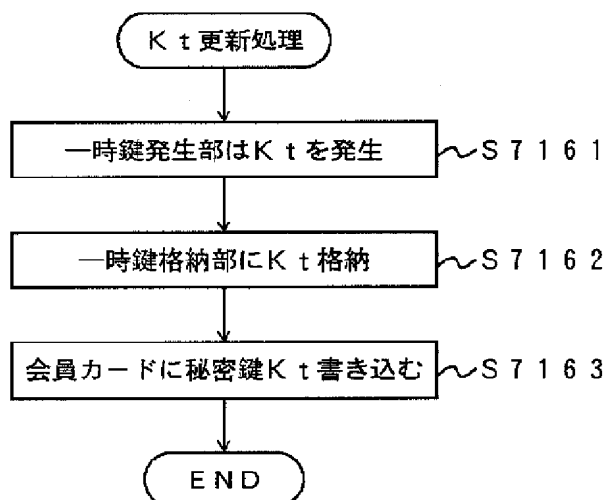 Ｋｔ更新処理
一時鍵発生部はＫｔを発生 S7161
一時鍵格納部にＫｔ格納 S7162
会員カードに秘密鍵Ｋｔ書き込む S7163
END